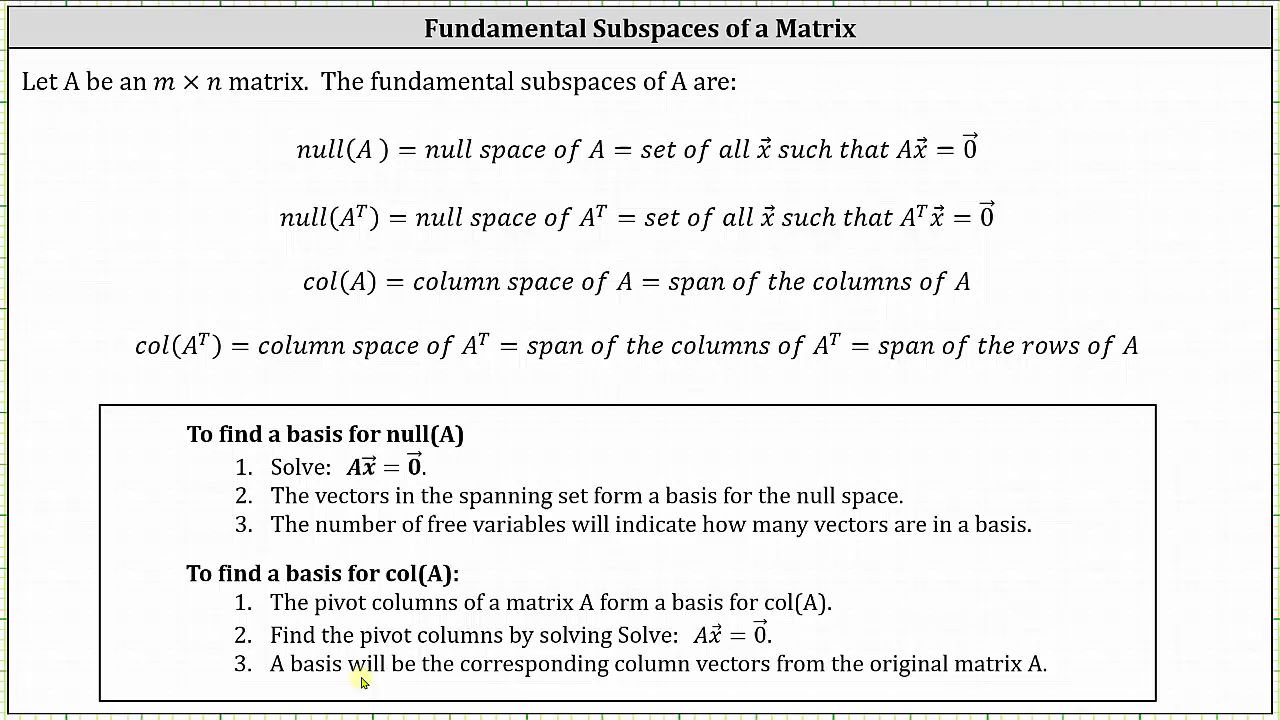 Fundamental Subspaces of a Matrix
Let A be an m × n matrix. The fundamental subspaces of A are:
null(A ) = null space of A = set of all x⃗ such that Ax⃗ = 0⃗
null(Aᵀ) = null space of Aᵀ = set of all x⃗ such that Aᵀx⃗ = 0⃗
col(A) = column space of A = span of the columns of A
col(Aᵀ) = column space of Aᵀ = span of the columns of Aᵀ = span of the rows of A
To find a basis for null(A)
1. Solve: Ax⃗ = 0⃗.
2. The vectors in the spanning set form a basis for the null space.
3. The number of free variables will indicate how many vectors are in a basis.
To find a basis for col(A):
1. The pivot columns of a matrix A form a basis for col(A).
2. Find the pivot columns by solving Solve: Ax⃗ = 0⃗.
3. A basis will be the corresponding column vectors from the original matrix A.